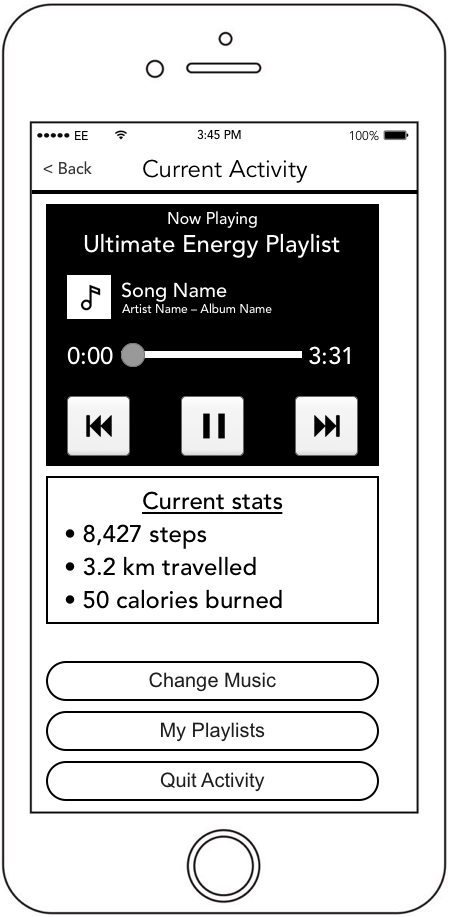 EE 3:45 PM 100%
< Back Current Activity
Now Playing
Ultimate Energy Playlist
Song Name
Artist Name – Album Name
0:00 3:31
Current stats
• 8,427 steps
• 3.2 km travelled
• 50 calories burned
Change Music
My Playlists
Quit Activity